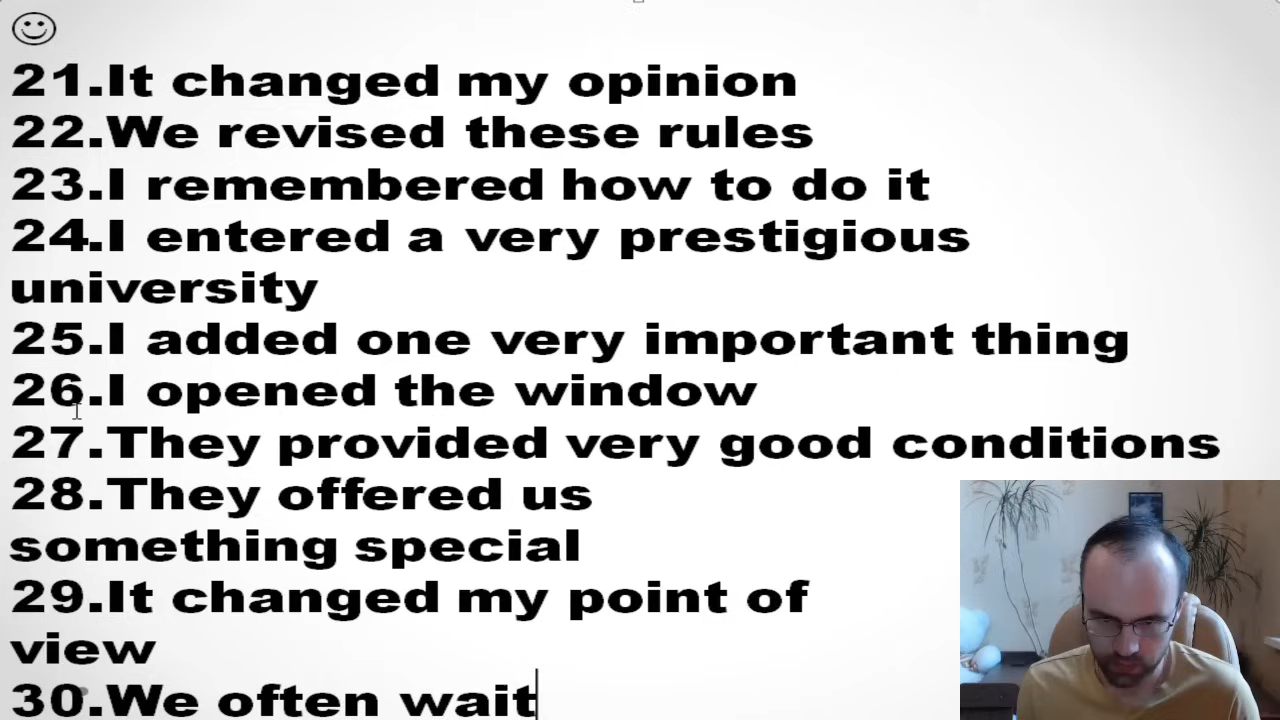 21.It changed my opinion
22.We revised these rules
23.I remembered how to do it
24.I entered a very prestigious
university
25.I added one very important thing
26.I opened the window
27.They provided very good conditions
28.They offered us
something special
29.It changed my point of
view
30.We often wait